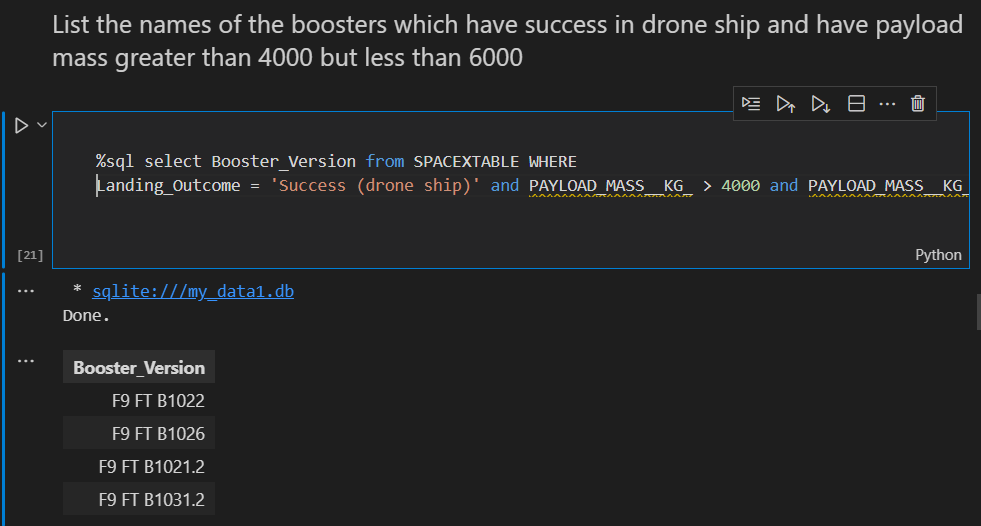 List the names of the boosters which have success in drone ship and have payload
mass greater than 4000 but less than 6000
%sql select Booster_Version from SPACEXTABLE WHERE
Landing_Outcome = 'Success (drone ship)' and PAYLOAD_MASS__KG_ > 4000 and PAYLOAD_MASS__KG_
[21]
Python
* sqlite:///my_data1.db
Done.
Booster_Version
F9 FT B1022
F9 FT B1026
F9 FT B1021.2
F9 FT B1031.2